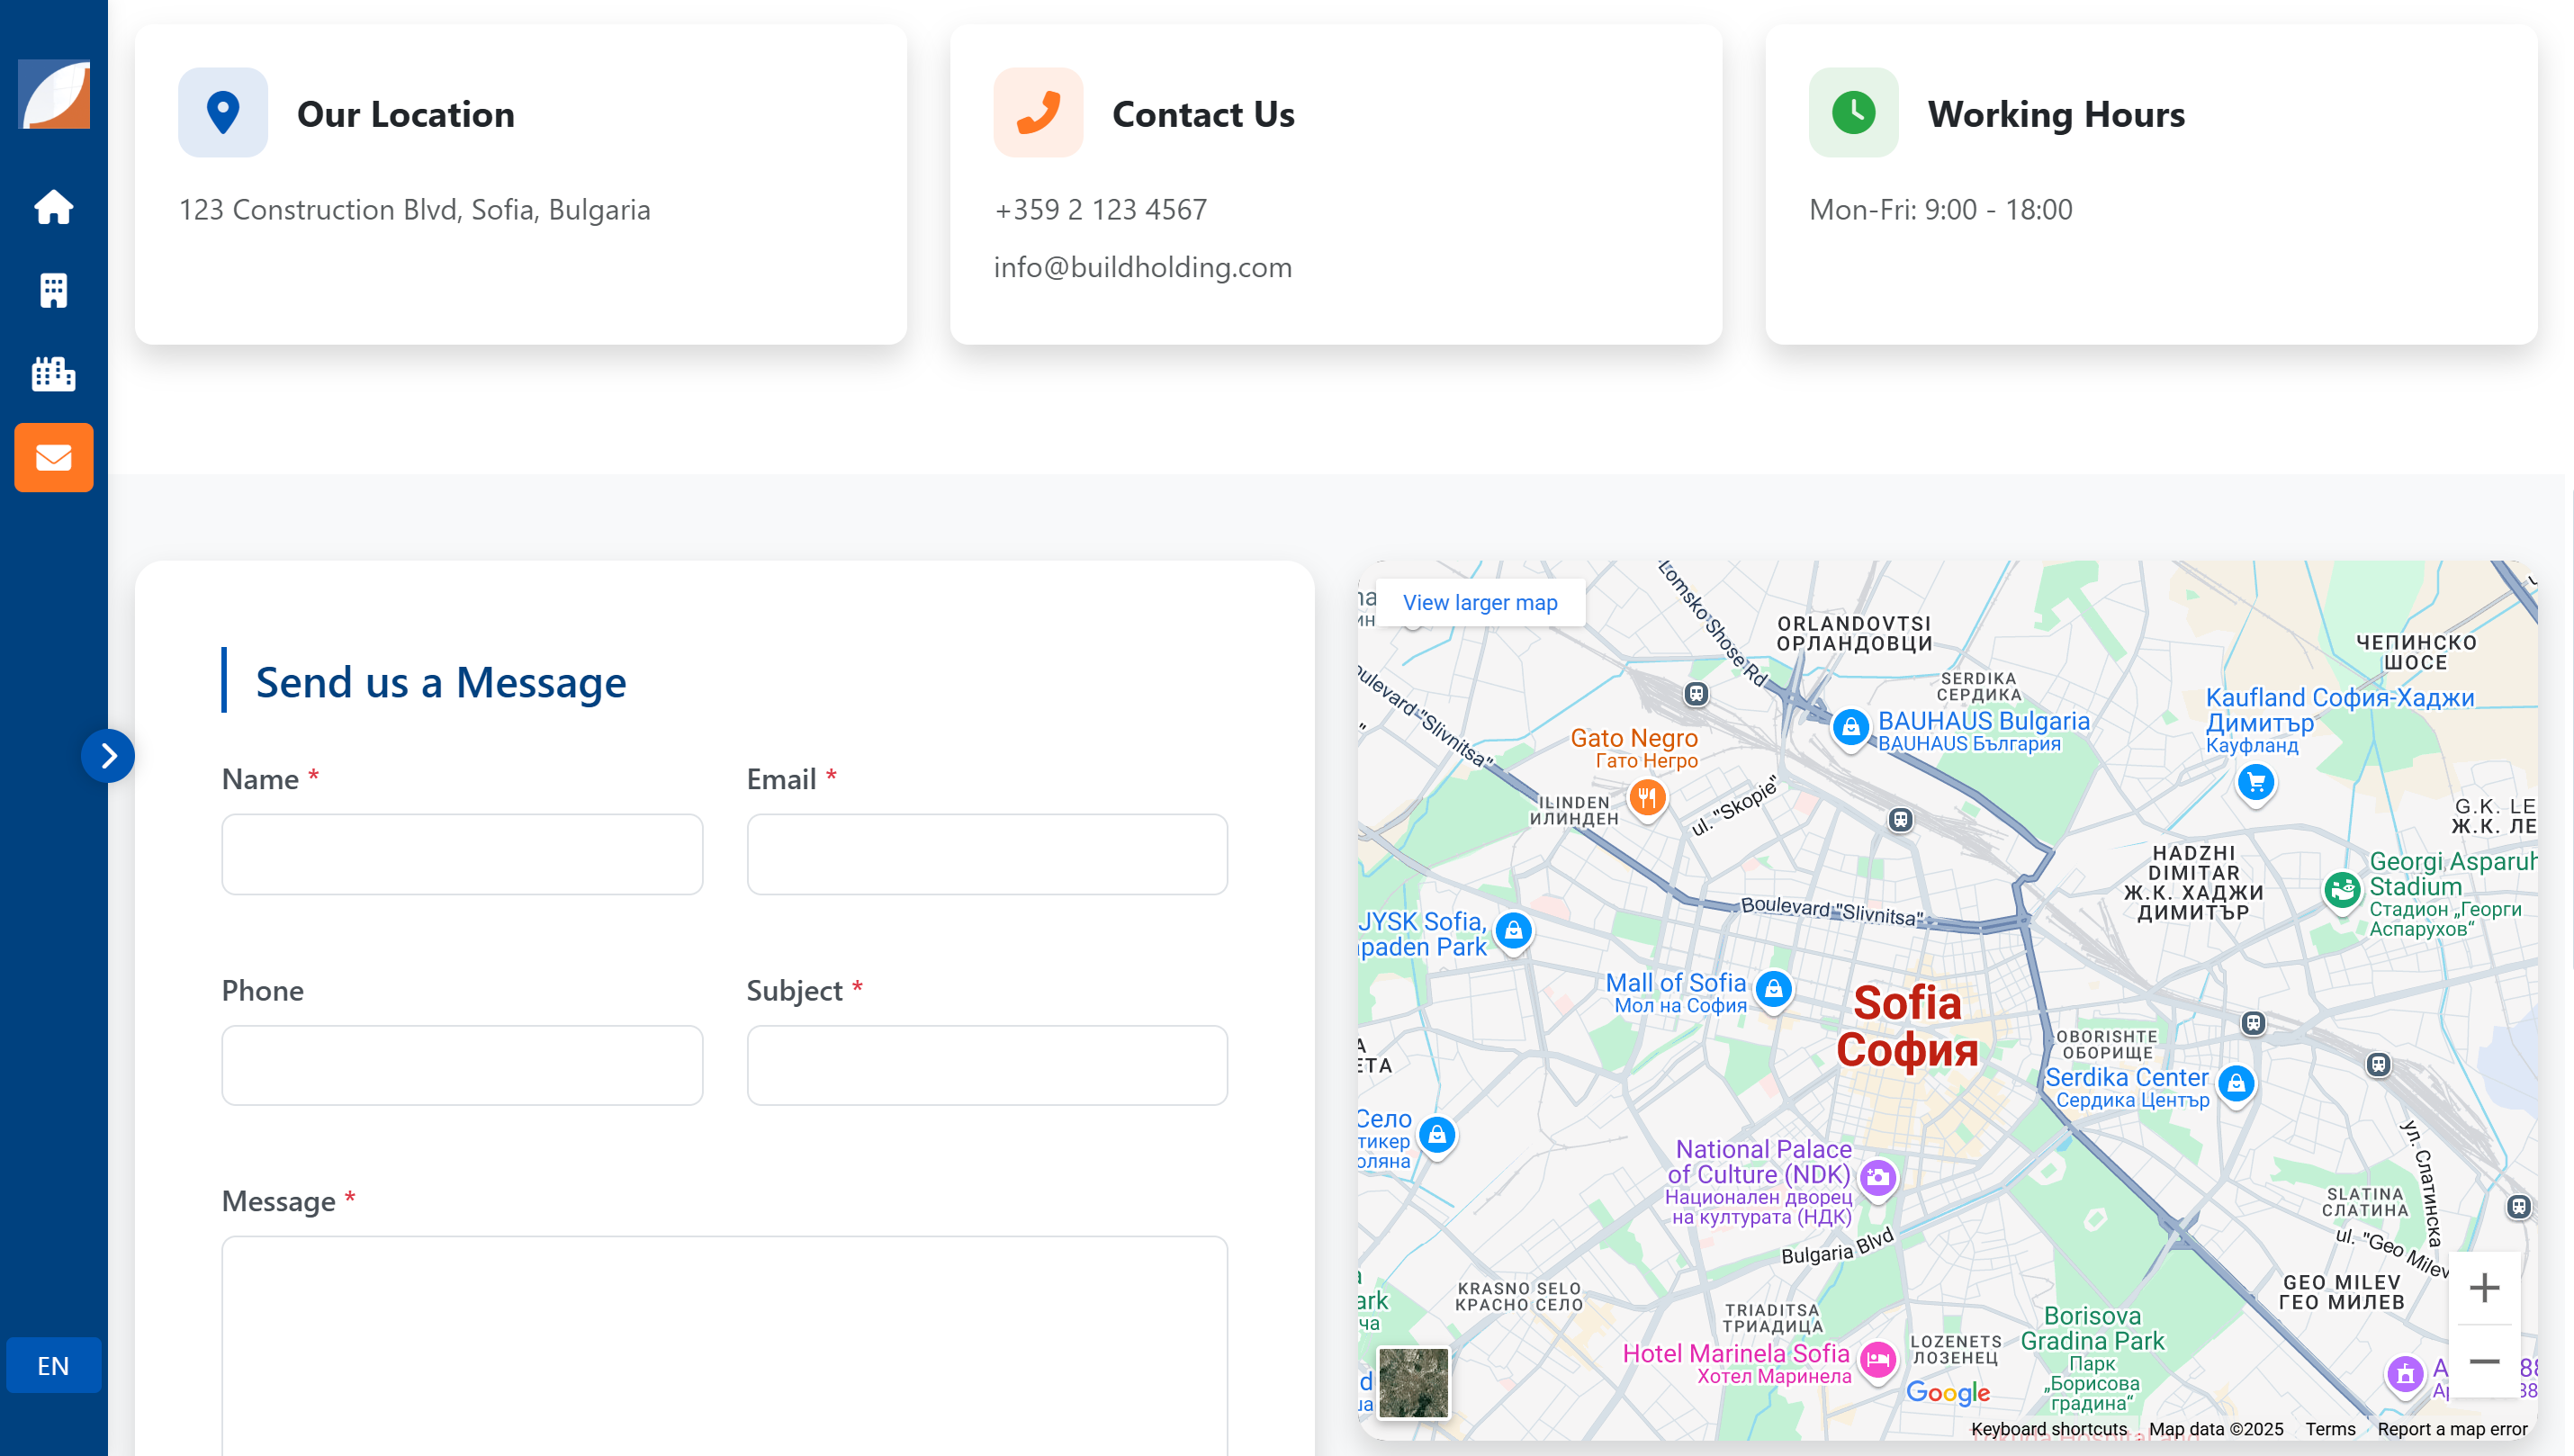 Our Location
123 Construction Blvd, Sofia, Bulgaria
Contact Us
+359 2 123 4567
info@buildholding.com
Working Hours
Mon-Fri: 9:00 - 18:00
EN
Send us a Message
Name *
Email *
Phone
Subject *
Message *
View larger map
Lomsko Shose Rd
ORLANDOVTSI
ОРЛАНДОВЦИ
ЧЕПИНСКО
ШОСЕ
SERDIKA
СЕРДИКА
Kaufland София-Хаджи
Димитър
Кауфланд
BAUHAUS Bulgaria
BAUHAUS България
oulevard "Slivnitsa"
Gato Negro
Гато Негро
ILINDEN
ИЛИНДЕН
ul. "Skopie"
G.K. LE
Ж.К. ЛЕ
HADZHI
DIMITAR
Ж.К. ХАДЖИ
ДИМИТЪР
Georgi Asparuh
Stadium
Стадион „Георги
Аспарухов“
Boulevard "Slivnitsa"
JYSK Sofia,
paden Park
Mall of Sofia
Мол на София
Sofia
София
ETA
OBORISHTE
ОБОРИЩЕ
Serdika Center
Сердика Център
Село
тикер
оляна
National Palace
of Culture (NDK)
Национален дворец
на културата (НДК)
ул. Слатинска
SLATINA
СЛАТИНА
Bulgaria Blvd
ul. "Geo Milev
KRASNO SELO
КРАСНО СЕЛО
GEO MILEV
ГЕО МИЛЕВ
ark
ча
TRIADITSA
ТРИАДИЦА
Borisova
Gradina Park
Парк
„Борисова
градина“
Hotel Marinela Sofia
Хотел Маринела
LOZENETS
ЛОЗЕНЕЦ
Google
Keyboard shortcuts
Map data ©2025
Terms
Report a map error